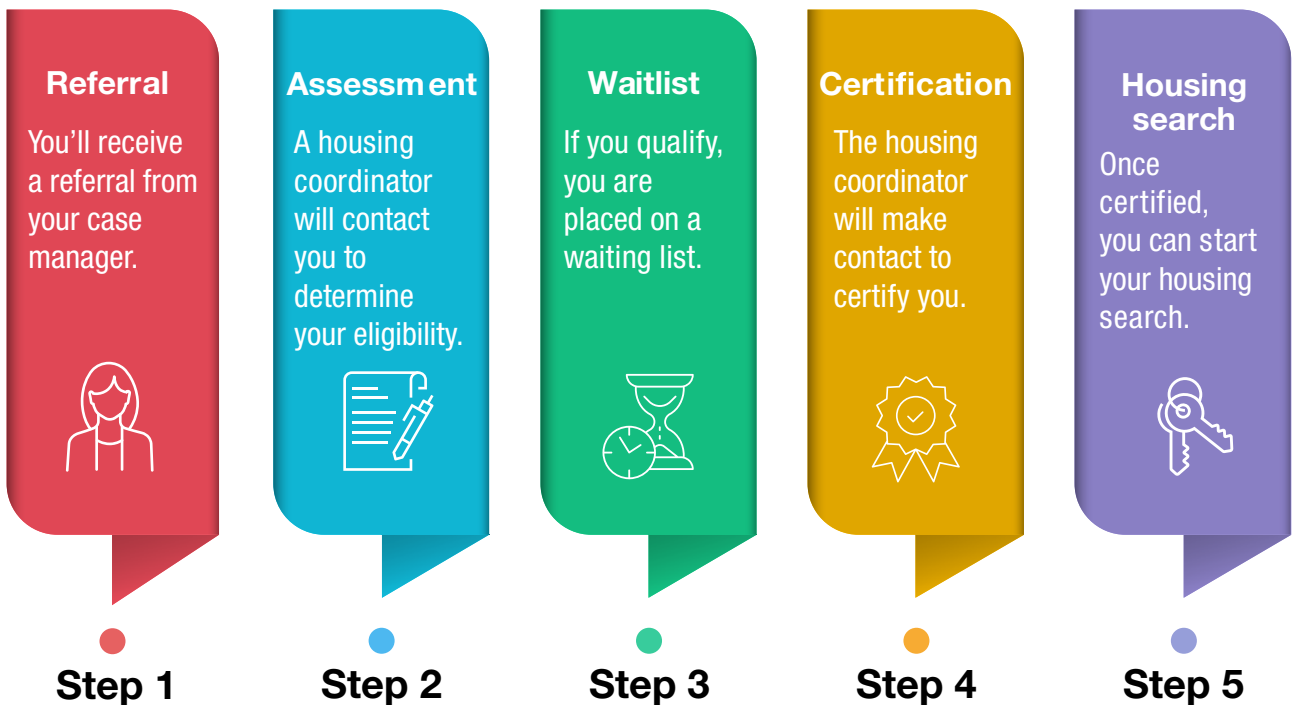 Referral
You’ll receive
a referral from
your case
manager.
Step 1
Assessment
A housing
coordinator
will contact
you to
determine
your eligibility.
Step 2
Waitlist
If you qualify,
you are
placed on a
waiting list.
Step 3
Certification
The housing
coordinator
will make
contact to
certify you.
Step 4
Housing
search
Once
certified,
you can start
your housing
search.
Step 5